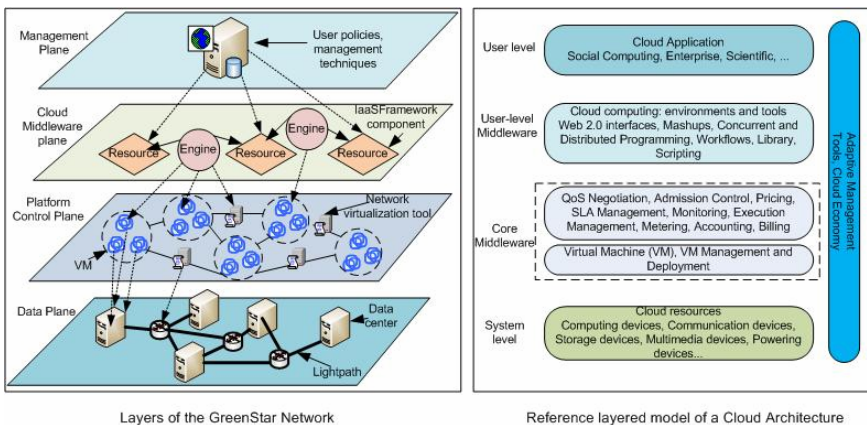 Management
Plane
User policies,
management
techniques
Cloud
Middleware
plane
IaaSFramework
component
Engine
Engine
Resource
Resource
Resource
Platform
Control Plane
Network
virtualization tool
VM
Data Plane
Data
center
Lightpath
Layers of the GreenStar Network
User level
Cloud Application
Social Computing, Enterprise, Scientific, ...
User-level
Middleware
Cloud computing: environments and tools
Web 2.0 interfaces, Mashups, Concurrent and
Distributed Programming, Workflows, Library,
Scripting
Core
Middleware
QoS Negotiation, Admission Control, Pricing,
SLA Management, Monitoring, Execution
Management, Metering, Accounting, Billing
Virtual Machine (VM), VM Management and
Deployment
System
level
Cloud resources
Computing devices, Communication devices,
Storage devices, Multimedia devices, Powering
devices...
Adaptive Management
Tools, Cloud Economy
Reference layered model of a Cloud Architecture